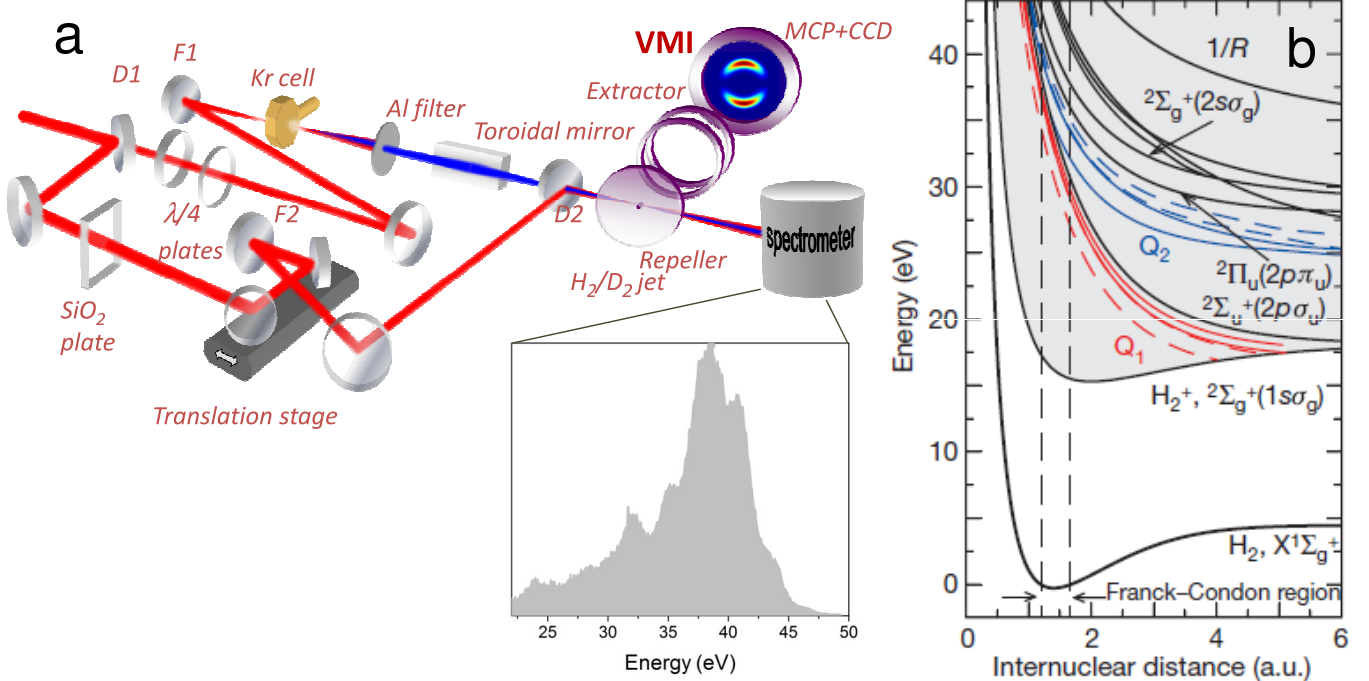 a
F1
D1
Kr cell
Al filter
Toroidal mirror
Extractor
VMI
MCP+CCD
λ/4
plates
F2
D2
SiO2
plate
Repeller
H2/D2 jet
spectrometer
Translation stage
25
30
35
40
45
50
Energy (eV)
b
1/R
²Σg⁺(2sσg)
Q2
²Πu(2pπu)
²Σu⁺(2pσu)
Q1
H2⁺, ²Σg⁺(1sσg)
H2, X¹Σg⁺
Franck–Condon region
40
30
20
10
0
Energy (eV)
0
2
4
6
Internuclear distance (a.u.)